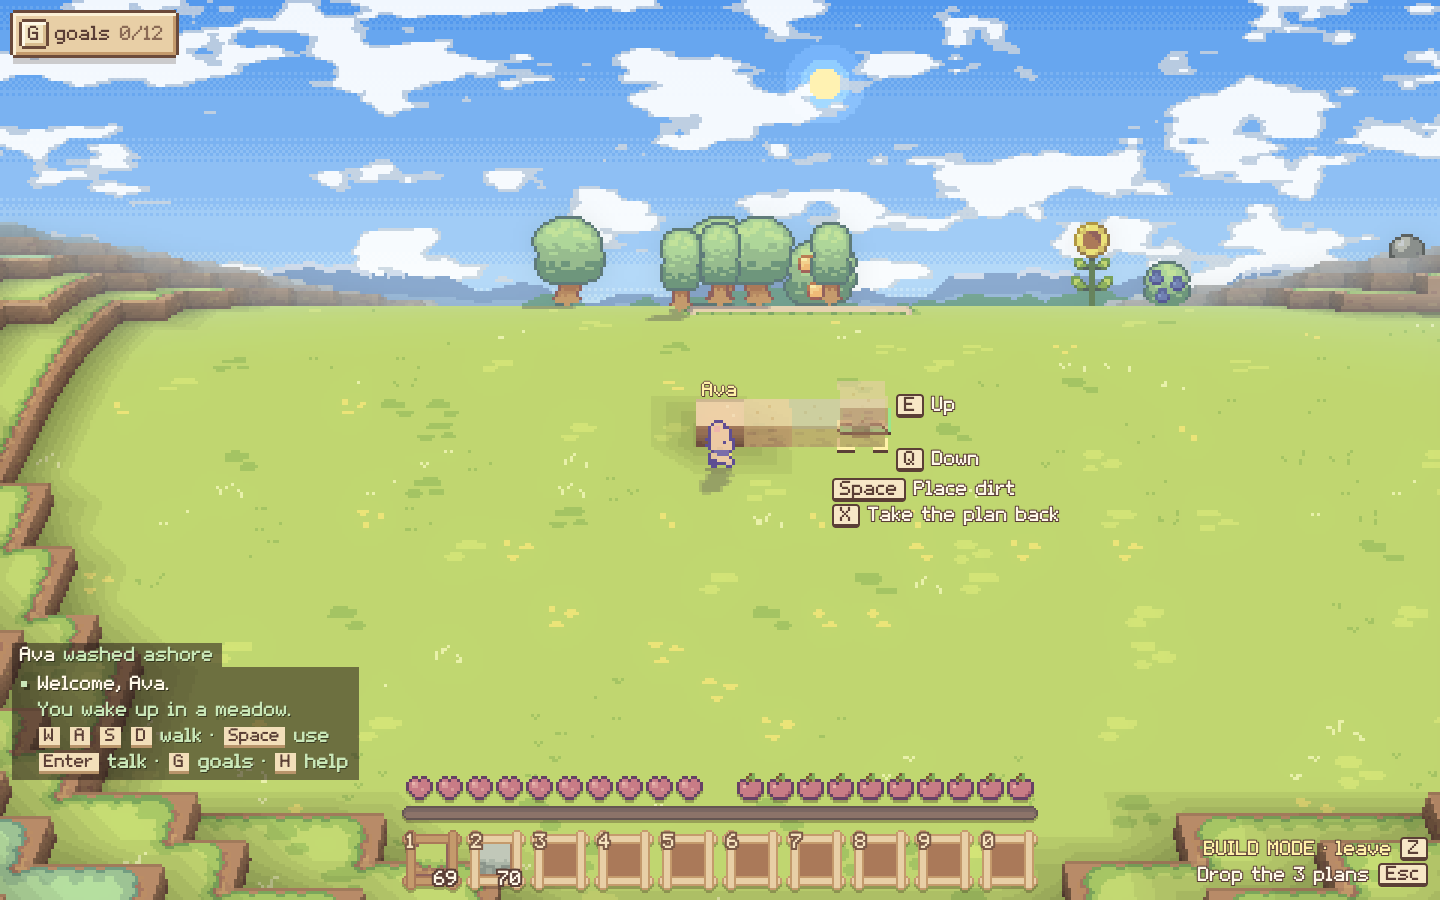 G goals 0/12
Ava
E Up
Q Down
Space Place dirt
X Take the plan back
Ava washed ashore
Welcome, Ava.
You wake up in a meadow.
W A S D walk · Space use
Enter talk · G goals · H help
1 2 3 4 5 6 7 8 9 0
69 70
BUILD MODE · leave Z
Drop the 3 plans Esc